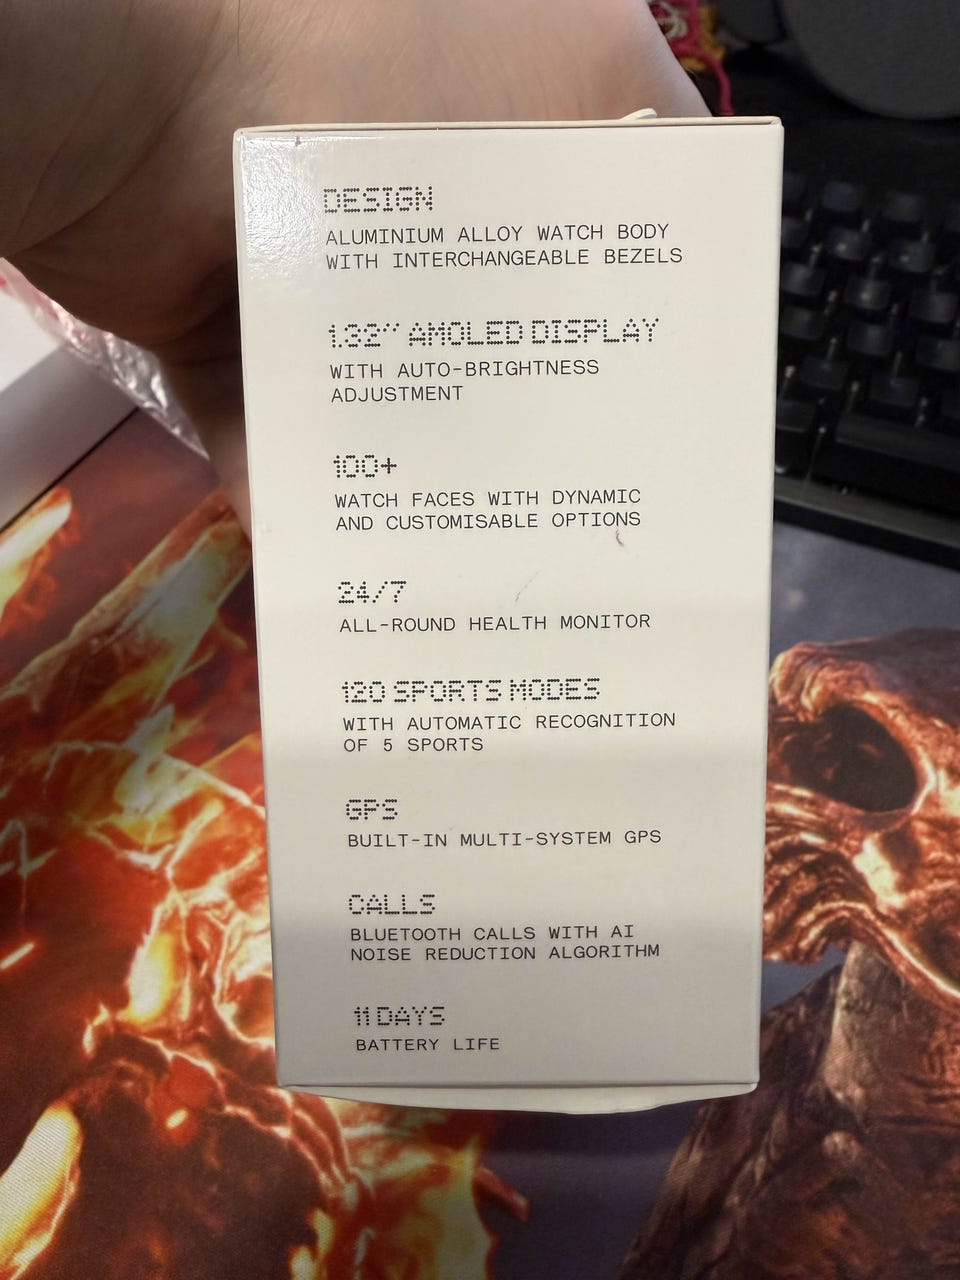 DESIGN
ALUMINIUM ALLOY WATCH BODY
WITH INTERCHANGEABLE BEZELS
1.32" AMOLED DISPLAY
WITH AUTO-BRIGHTNESS
ADJUSTMENT
100+
WATCH FACES WITH DYNAMIC
AND CUSTOMISABLE OPTIONS
24/7
ALL-ROUND HEALTH MONITOR
120 SPORTS MODES
WITH AUTOMATIC RECOGNITION
OF 5 SPORTS
GPS
BUILT-IN MULTI-SYSTEM GPS
CALLS
BLUETOOTH CALLS WITH AI
NOISE REDUCTION ALGORITHM
11 DAYS
BATTERY LIFE